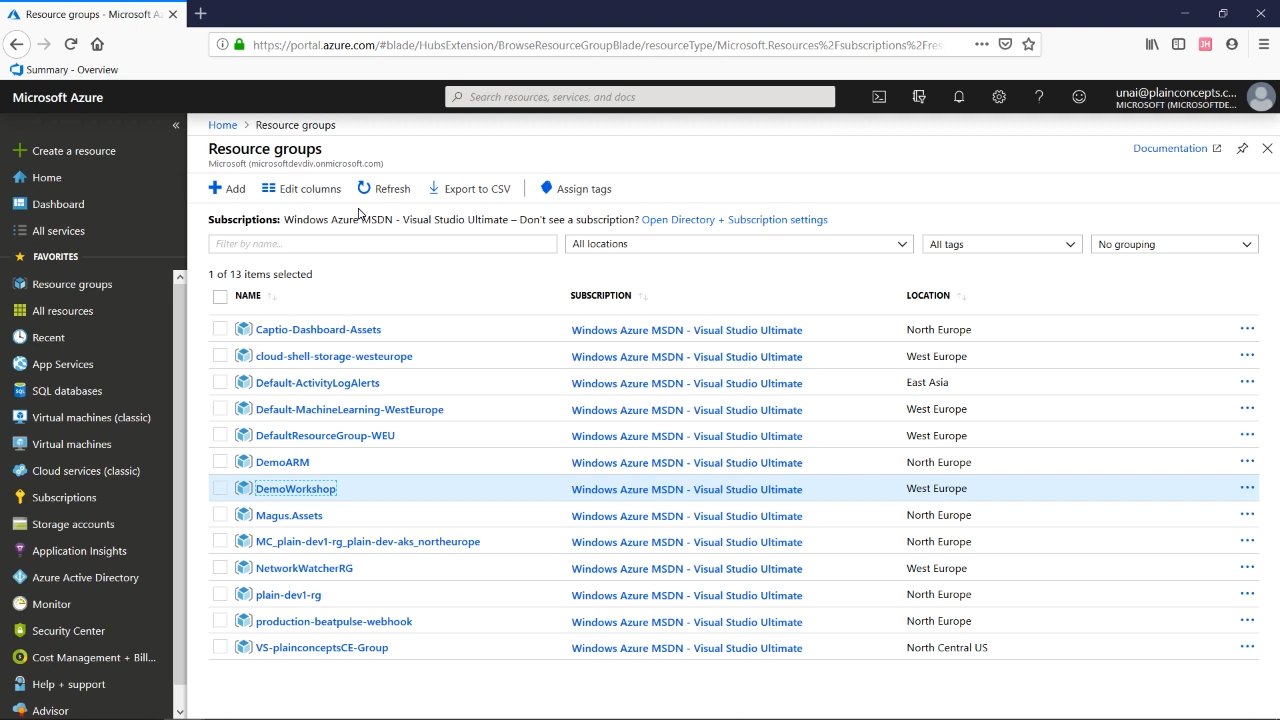 Resource groups - Microsoft Az
https://portal.azure.com/#blade/HubsExtension/BrowseResourceGroupBlade/resourceType/Microsoft.Resources%2Fsubscriptions%2Fres
JH
Summary - Overview
Microsoft Azure
Search resources, services, and docs
unai@plainconcepts.c...
MICROSOFT (MICROSOFTDE...
Home > Resource groups
Resource groups
Microsoft (microsoftdevdiv.onmicrosoft.com)
Documentation
Add
Edit columns
Refresh
Export to CSV
Assign tags
Subscriptions: Windows Azure MSDN - Visual Studio Ultimate – Don't see a subscription? Open Directory + Subscription settings
Filter by name...
All locations
All tags
No grouping
1 of 13 items selected
NAME SUBSCRIPTION LOCATION
Captio-Dashboard-Assets Windows Azure MSDN - Visual Studio Ultimate North Europe
cloud-shell-storage-westeurope Windows Azure MSDN - Visual Studio Ultimate West Europe
Default-ActivityLogAlerts Windows Azure MSDN - Visual Studio Ultimate East Asia
Default-MachineLearning-WestEurope Windows Azure MSDN - Visual Studio Ultimate West Europe
DefaultResourceGroup-WEU Windows Azure MSDN - Visual Studio Ultimate West Europe
DemoARM Windows Azure MSDN - Visual Studio Ultimate North Europe
DemoWorkshop Windows Azure MSDN - Visual Studio Ultimate West Europe
Magus.Assets Windows Azure MSDN - Visual Studio Ultimate North Europe
MC_plain-dev1-rg_plain-dev-aks_northeurope Windows Azure MSDN - Visual Studio Ultimate North Europe
NetworkWatcherRG Windows Azure MSDN - Visual Studio Ultimate West Europe
plain-dev1-rg Windows Azure MSDN - Visual Studio Ultimate North Europe
production-beatpulse-webhook Windows Azure MSDN - Visual Studio Ultimate North Europe
VS-plainconceptsCE-Group Windows Azure MSDN - Visual Studio Ultimate North Central US
Create a resource
Home
Dashboard
All services
FAVORITES
Resource groups
All resources
Recent
App Services
SQL databases
Virtual machines (classic)
Virtual machines
Cloud services (classic)
Subscriptions
Storage accounts
Application Insights
Azure Active Directory
Monitor
Security Center
Cost Management + Bill...
Help + support
Advisor